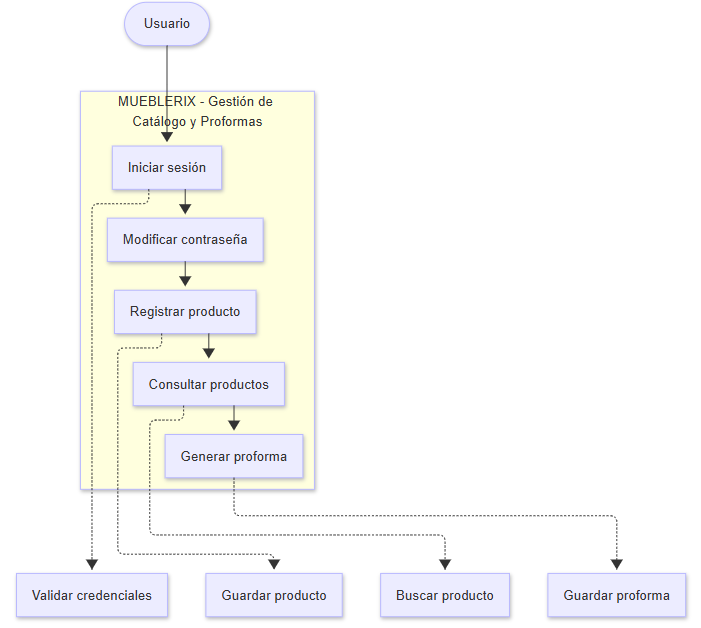 Usuario
MUEBLERIX - Gestión de
Catálogo y Proformas
Iniciar sesión
Modificar contraseña
Registrar producto
Consultar productos
Generar proforma
Validar credenciales
Guardar producto
Buscar producto
Guardar proforma